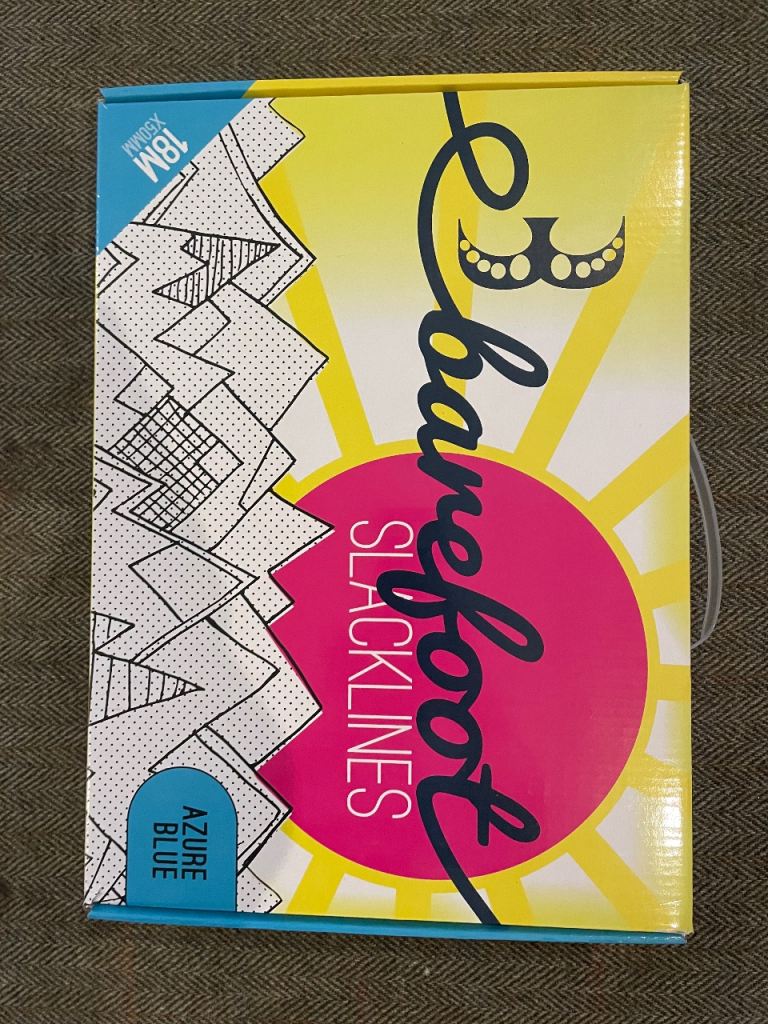 barefoot
SLACKLINES
18M
X50MM
AZURE
BLUE